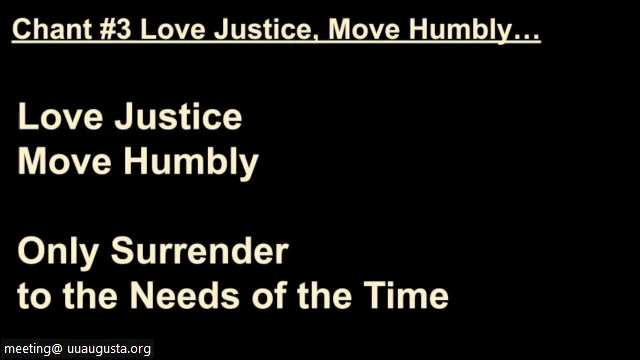 Chant #3 Love Justice, Move Humbly…
Love Justice
Move Humbly
Only Surrender
to the Needs of the Time
meeting@ uuaugusta.org